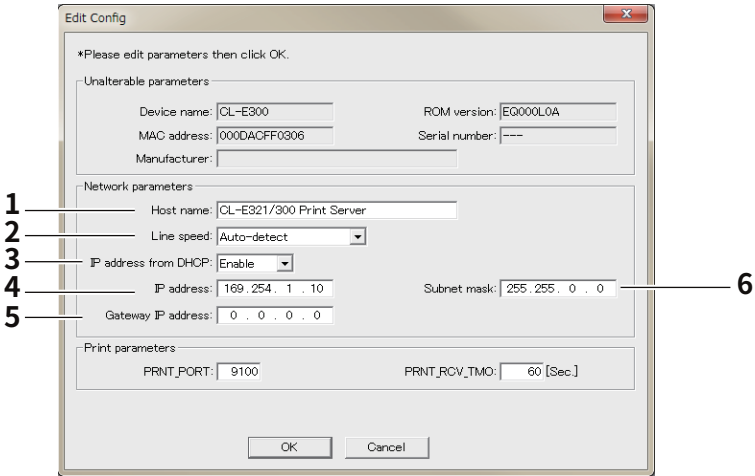 Edit Config
*Please edit parameters then click OK.
Unalterable parameters
Device name: CL-E300 ROM version: EQ000L0A
MAC address: 000DACFF0306 Serial number: ---
Manufacturer:
Network parameters
1 Host name: CL-E321/300 Print Server
2 Line speed: Auto-detect
3 IP address from DHCP: Enable
4 IP address: 169.254. 1 . 10 Subnet mask: 255.255. 0 . 0 6
5 Gateway IP address: 0 . 0 . 0 . 0
Print parameters
PRNT_PORT: 9100 PRNT_RCV_TMO: 60 [Sec.]
OK Cancel